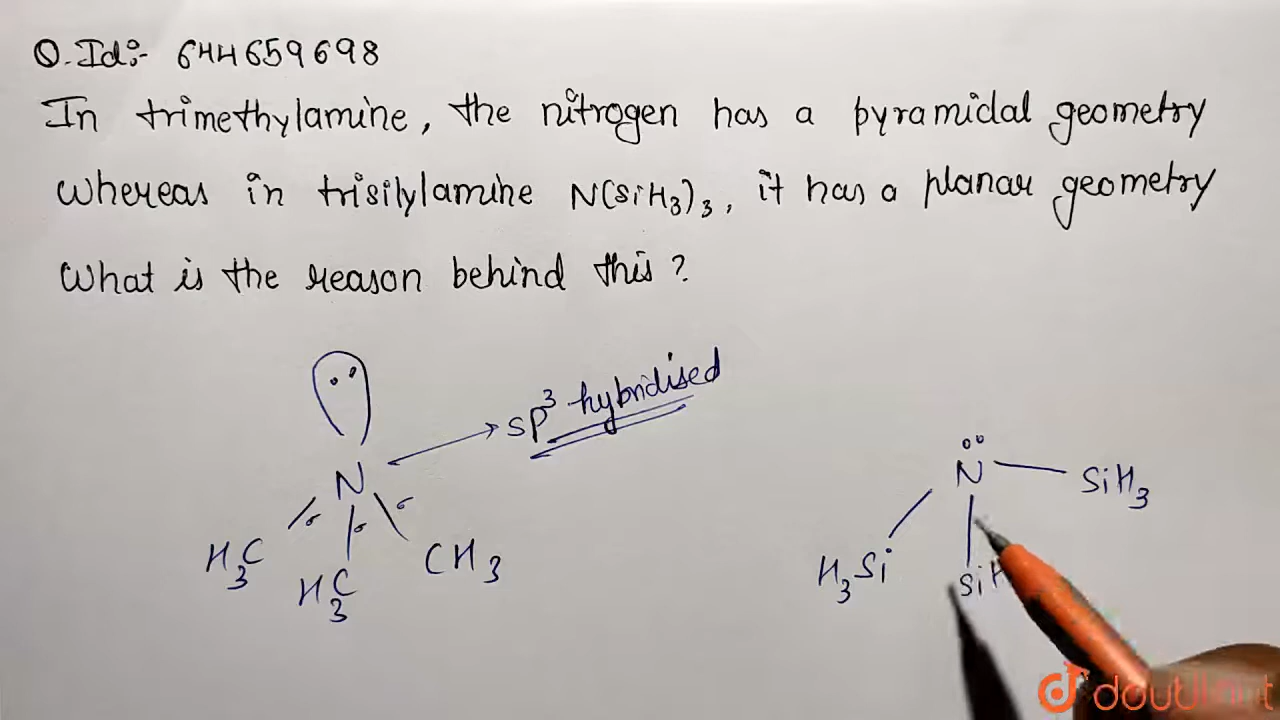 Q.Id:- 644659698
In trimethylamine, the nitrogen has a pyramidal geometry
whereas in trisilylamine N(SiH₃)₃, it has a planar geometry
What is the reason behind this?
sp³ hybridised
N
N
SiH₃
H₃C
H₃C
CH₃
H₃Si
SiH
doubtnut